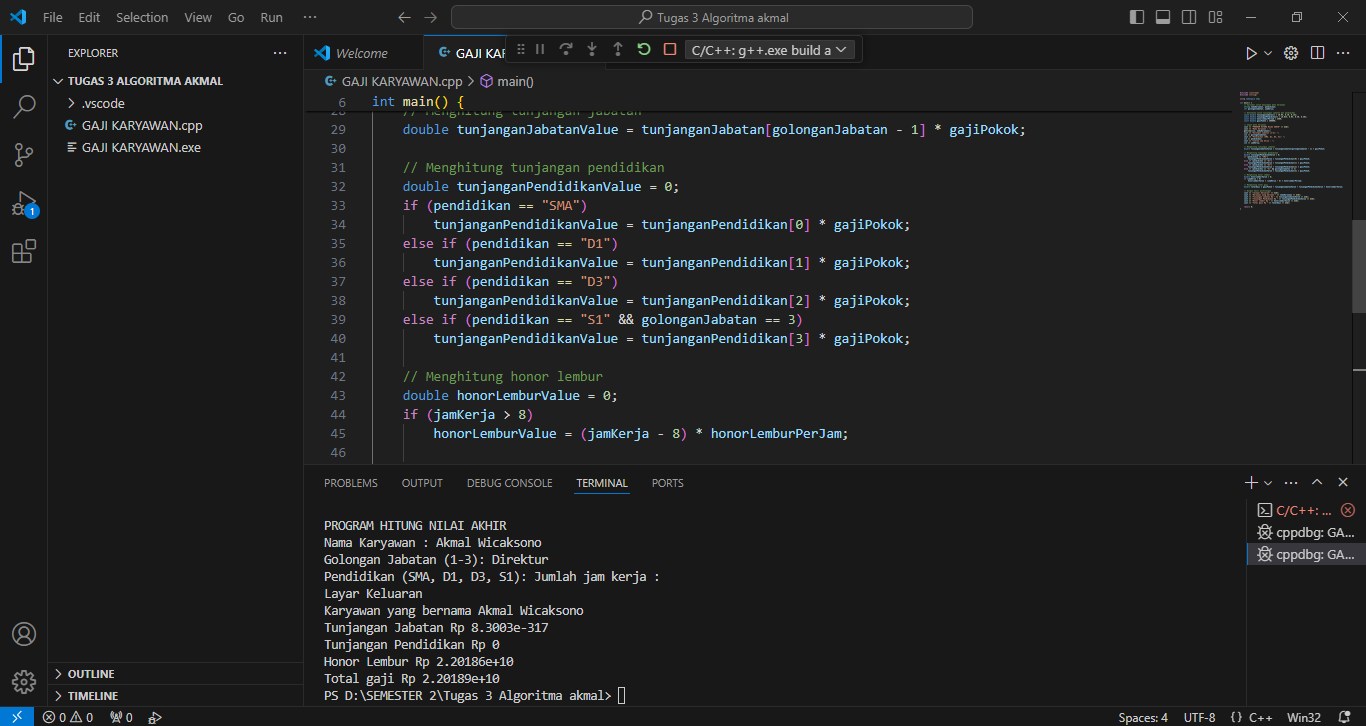 File Edit Selection View Go Run ··· Tugas 3 Algoritma akmal
EXPLORER ···
TUGAS 3 ALGORITMA AKMAL
.vscode
GAJI KARYAWAN.cpp
GAJI KARYAWAN.exe
OUTLINE
TIMELINE
Welcome GAJI KAR C/C++: g++.exe build a
GAJI KARYAWAN.cpp > main()
6 int main() {
28 // Menghitung tunjangan jabatan
29 double tunjanganJabatanValue = tunjanganJabatan[golonganJabatan - 1] * gajiPokok;
30
31 // Menghitung tunjangan pendidikan
32 double tunjanganPendidikanValue = 0;
33 if (pendidikan == "SMA")
34 tunjanganPendidikanValue = tunjanganPendidikan[0] * gajiPokok;
35 else if (pendidikan == "D1")
36 tunjanganPendidikanValue = tunjanganPendidikan[1] * gajiPokok;
37 else if (pendidikan == "D3")
38 tunjanganPendidikanValue = tunjanganPendidikan[2] * gajiPokok;
39 else if (pendidikan == "S1" && golonganJabatan == 3)
40 tunjanganPendidikanValue = tunjanganPendidikan[3] * gajiPokok;
41
42 // Menghitung honor lembur
43 double honorLemburValue = 0;
44 if (jamKerja > 8)
45 honorLemburValue = (jamKerja - 8) * honorLemburPerJam;
46
PROBLEMS OUTPUT DEBUG CONSOLE TERMINAL PORTS
PROGRAM HITUNG NILAI AKHIR
Nama Karyawan : Akmal Wicaksono
Golongan Jabatan (1-3): Direktur
Pendidikan (SMA, D1, D3, S1): Jumlah jam kerja :
Layar Keluaran
Karyawan yang bernama Akmal Wicaksono
Tunjangan Jabatan Rp 8.3003e-317
Tunjangan Pendidikan Rp 0
Honor Lembur Rp 2.20186e+10
Total gaji Rp 2.20189e+10
PS D:\SEMESTER 2\Tugas 3 Algoritma akmal>
C/C++: ...
cppdbg: GA...
cppdbg: GA...
1
0 0 0 Spaces: 4 UTF-8 {} C++ Win32